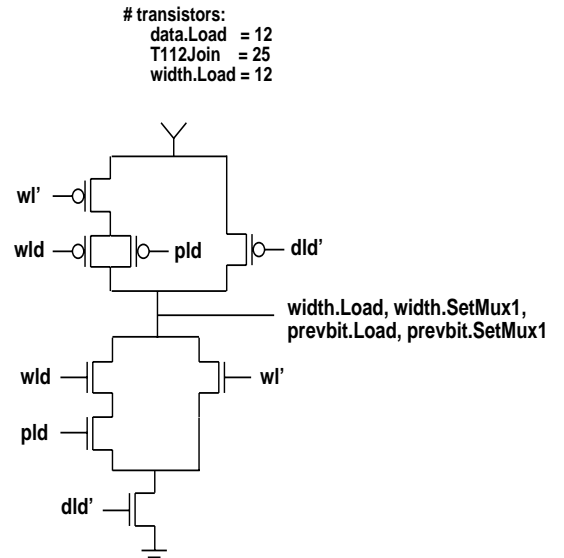 # transistors:
data.Load = 12
T112Join = 25
width.Load = 12
wl'
wld
pld
dld'
width.Load, width.SetMux1,
prevbit.Load, prevbit.SetMux1
wld
wl'
pld
dld'